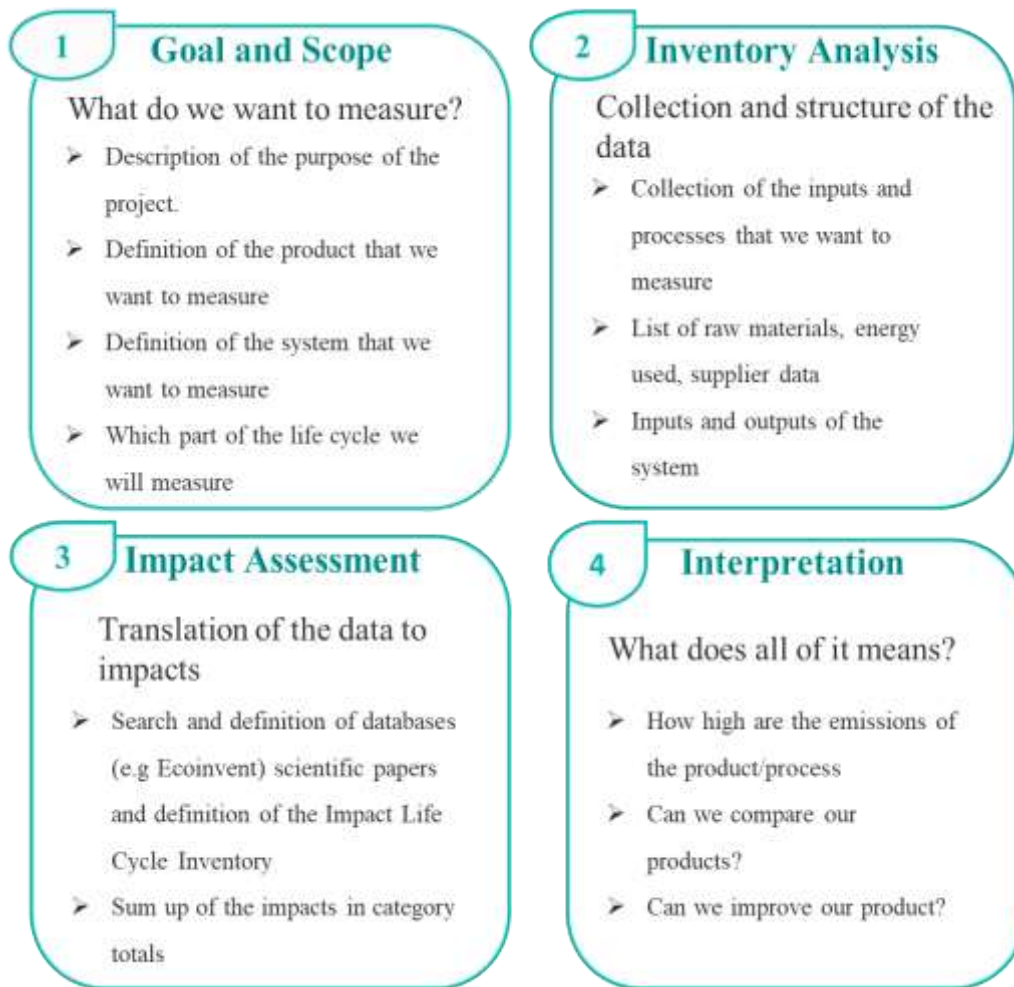 1
Goal and Scope
What do we want to measure?
➤ Description of the purpose of the
project.
➤ Definition of the product that we
want to measure
➤ Definition of the system that we
want to measure
➤ Which part of the life cycle we
will measure
2
Inventory Analysis
Collection and structure of the
data
➤ Collection of the inputs and
processes that we want to
measure
➤ List of raw materials, energy
used, supplier data
➤ Inputs and outputs of the
system
3
Impact Assessment
Translation of the data to
impacts
➤ Search and definition of databases
(e.g Ecoinvent) scientific papers
and definition of the Impact Life
Cycle Inventory
➤ Sum up of the impacts in category
totals
4
Interpretation
What does all of it means?
➤ How high are the emissions of
the product/process
➤ Can we compare our
products?
➤ Can we improve our product?